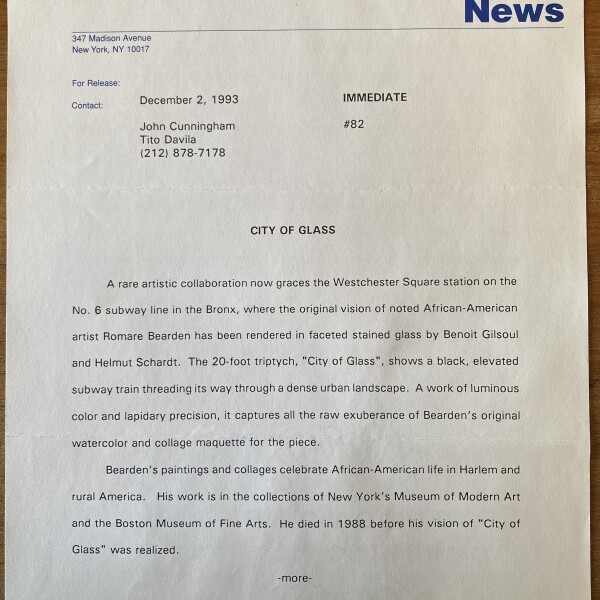 News
347 Madison Avenue
New York, NY 10017
For Release:
December 2, 1993 IMMEDIATE
Contact:
John Cunningham #82
Tito Davila
(212) 878-7178
CITY OF GLASS
A rare artistic collaboration now graces the Westchester Square station on the
No. 6 subway line in the Bronx, where the original vision of noted African-American
artist Romare Bearden has been rendered in faceted stained glass by Benoit Gilsoul
and Helmut Schardt. The 20-foot triptych, "City of Glass", shows a black, elevated
subway train threading its way through a dense urban landscape. A work of luminous
color and lapidary precision, it captures all the raw exuberance of Bearden's original
watercolor and collage maquette for the piece.
Bearden's paintings and collages celebrate African-American life in Harlem and
rural America. His work is in the collections of New York's Museum of Modern Art
and the Boston Museum of Fine Arts. He died in 1988 before his vision of "City of
Glass" was realized.
-more-